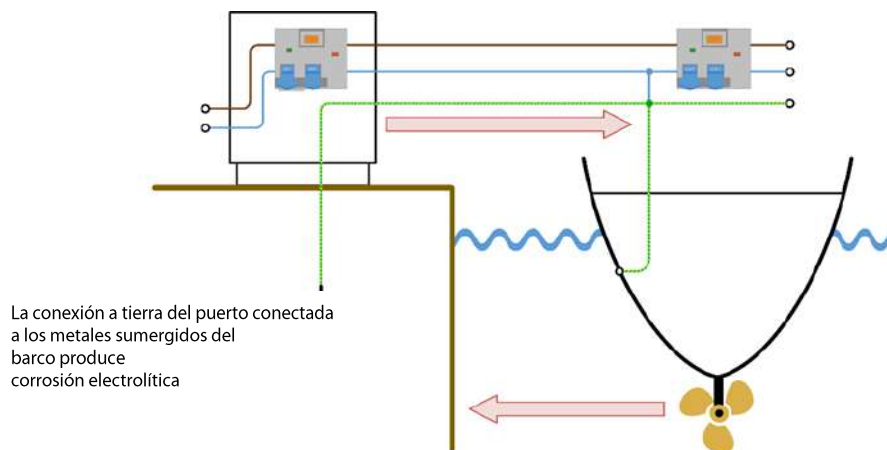 La conexión a tierra del puerto conectada
a los metales sumergidos del
barco produce
corrosión electrolítica